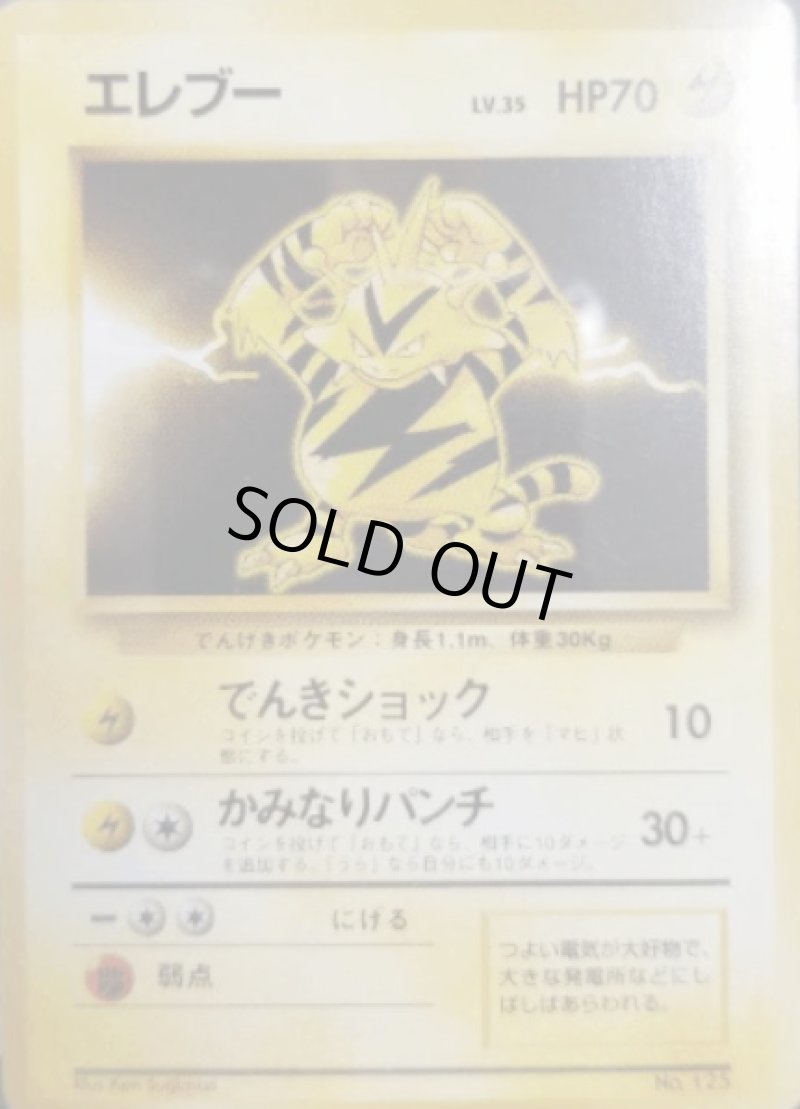 エレブー LV.35 HP70
SOLD OUT
でんげきポケモン：身長1.1m、体重30Kg
でんきショック 10
コインを投げて「おもて」なら、相手を「マヒ」状
態にする。
かみなりパンチ 30+
コインを投げて「おもて」なら、相手に10ダメージ
を追加する。「うら」なら自分にも10ダメージ。
にげる
弱点
つよい電気が大好物で、
大きな発電所などにし
ばしばあらわれる。
Illus. Ken Sugimori
No. 125